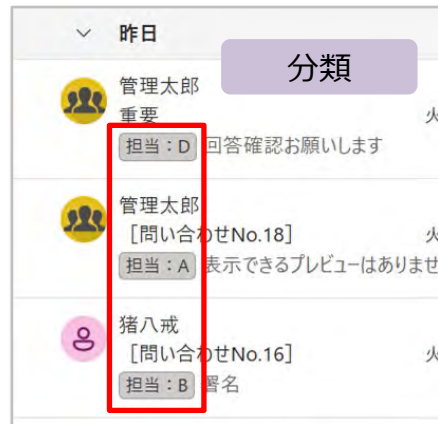 昨日
分類
管理太郎
重要
火
担当：D 回答確認お願いします
管理太郎
［問い合わせNo.18］
火
担当：A 表示できるプレビューはありませ
猪八戒
［問い合わせNo.16］
火
担当：B 署名